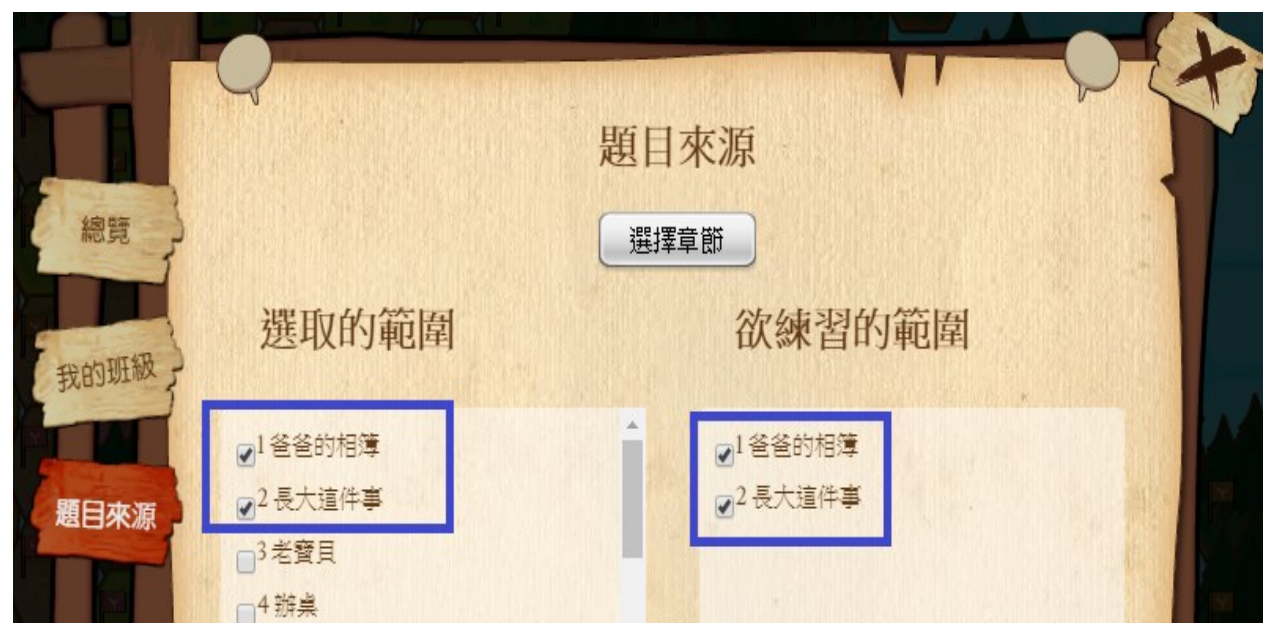 題目來源
選擇章節
總覽
我的班級
題目來源
選取的範圍
1 爸爸的相簿
2 長大這件事
3 老寶貝
4 辦桌
欲練習的範圍
1 爸爸的相簿
2 長大這件事